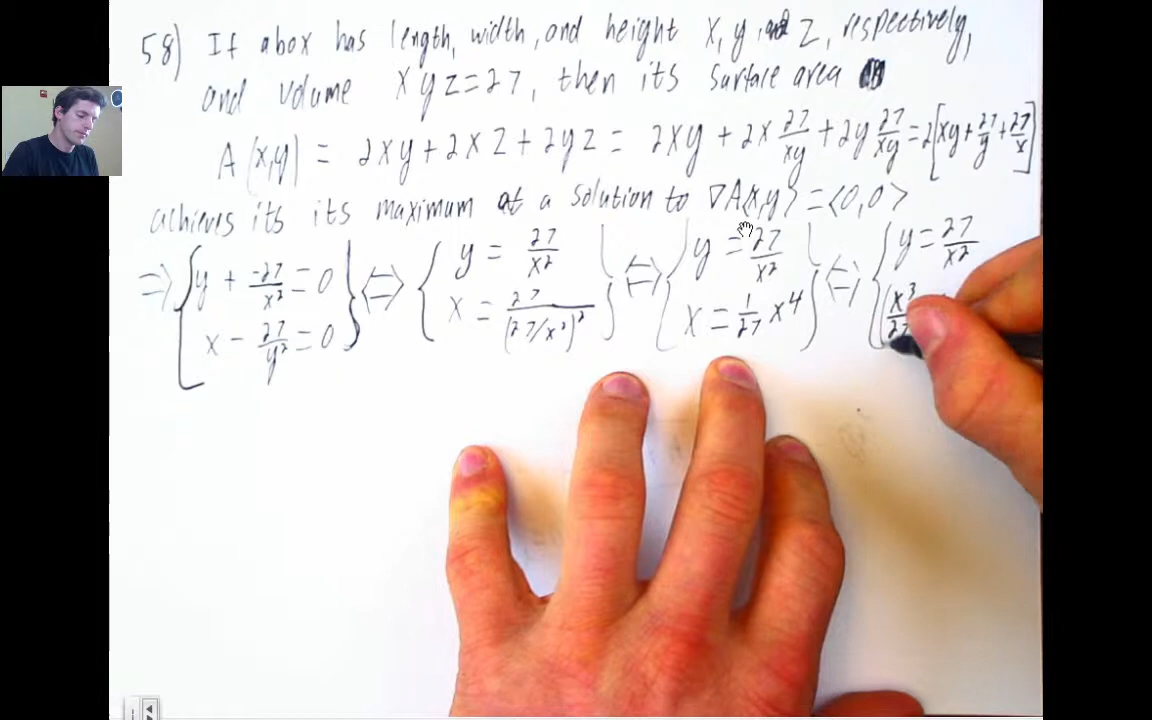 58) If a box has length, width, and height x, y, and z, respectively,
and volume xyz=27, then its surface area
A(x,y) = 2xy+2xz+2yz = 2xy + 2x 27/xy + 2y 27/xy = 2[xy + 27/y + 27/x]
achieves its its maximum at a solution to ∇A(x,y) = <0,0>
⇒ { y + -27/x² = 0 } ⇔ { y = 27/x² } ⇔ { y = 27/x² } ⇔ { y = 27/x²
{ x - 27/y² = 0 } { x = 27/(27/x²)² } { x = 1/27 x⁴ } { (x³/27